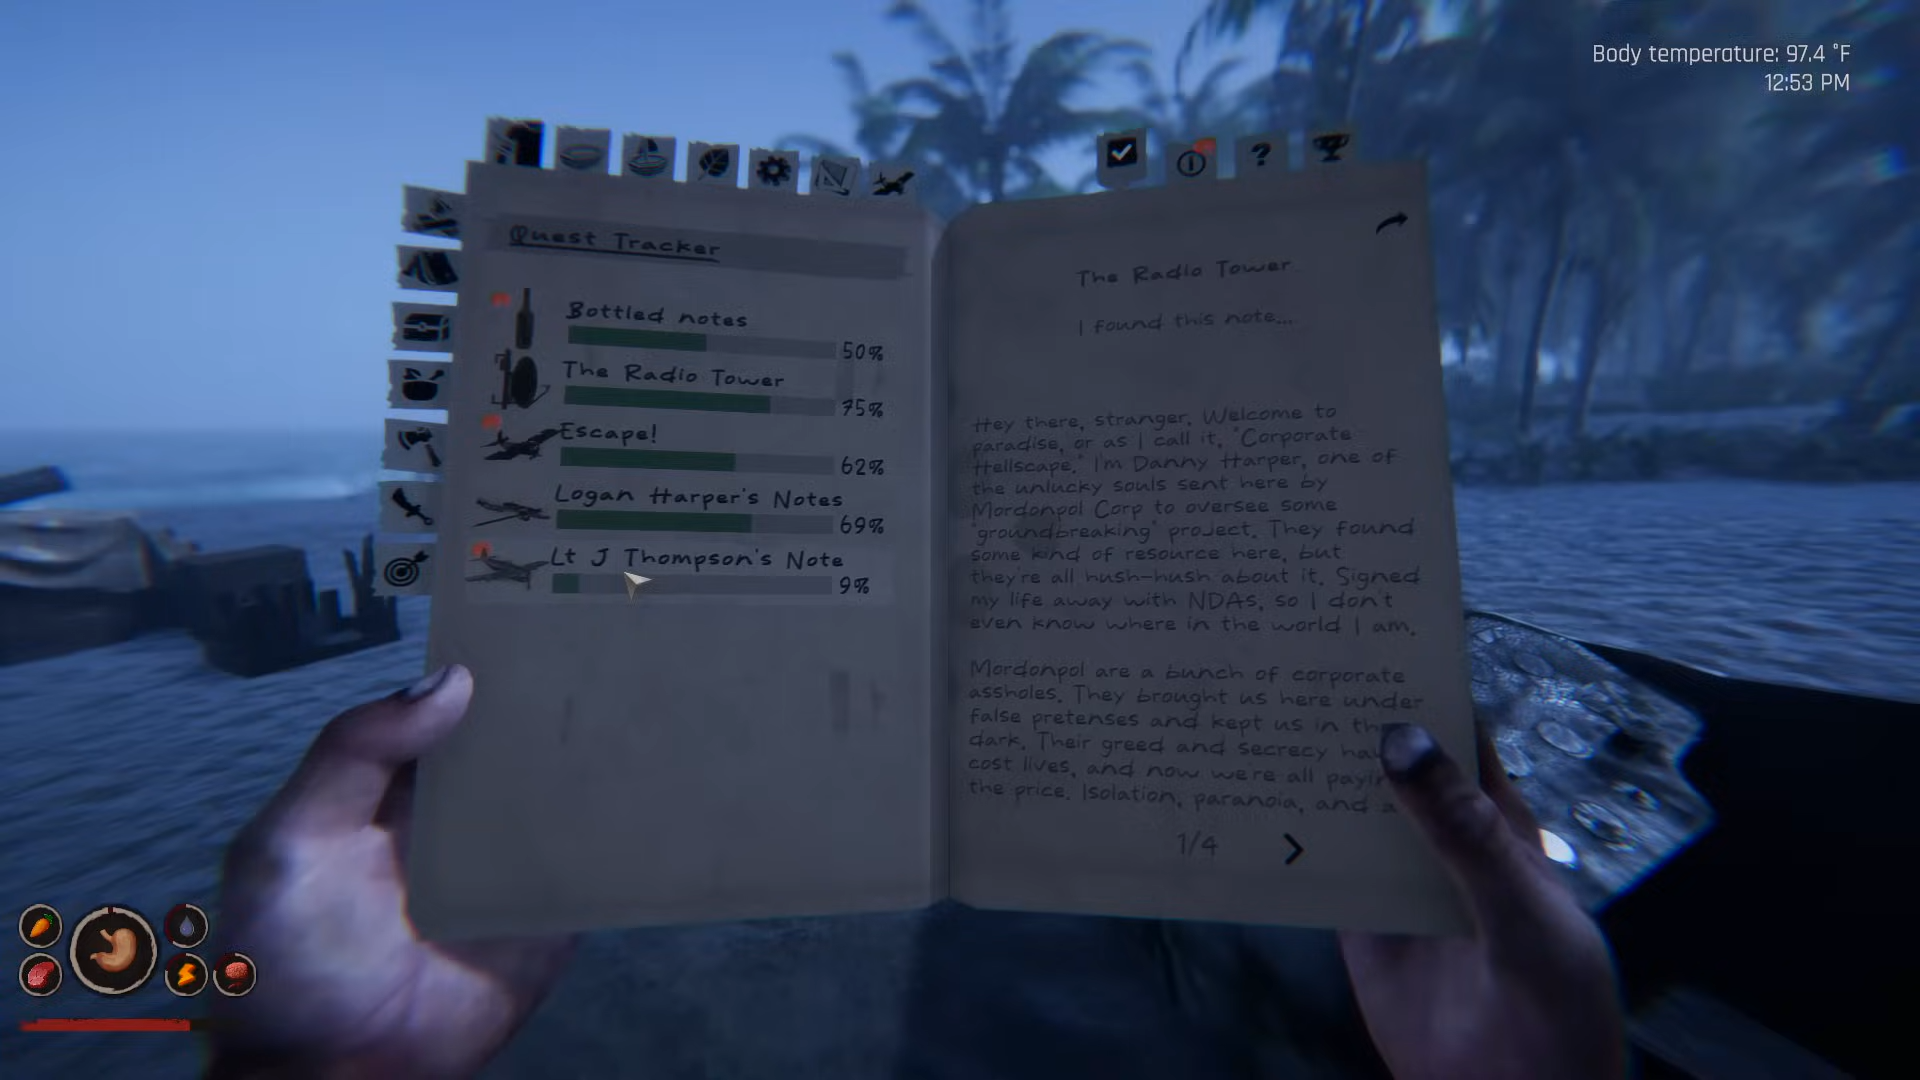 Body temperature: 97.4 °F
12:53 PM
Quest Tracker
Bottled notes
50%
The Radio Tower
75%
Escape!
62%
Logan Harper's Notes
69%
Lt J Thompson's Note
9%
The Radio Tower
I found this note...
Hey there, stranger. Welcome to
paradise, or as I call it, "Corporate
Hellscape." I'm Danny Harper, one of
the unlucky souls sent here by
Mordonpol Corp to oversee some
"groundbreaking" project. They found
some kind of resource here, but
they're all hush-hush about it. Signed
my life away with NDAs, so I don't
even know where in the world I am.
Mordonpol are a bunch of corporate
assholes. They brought us here under
false pretenses and kept us in the
dark. Their greed and secrecy hav
cost lives, and now we're all payin
the price. Isolation, paranoia, and a
1/4